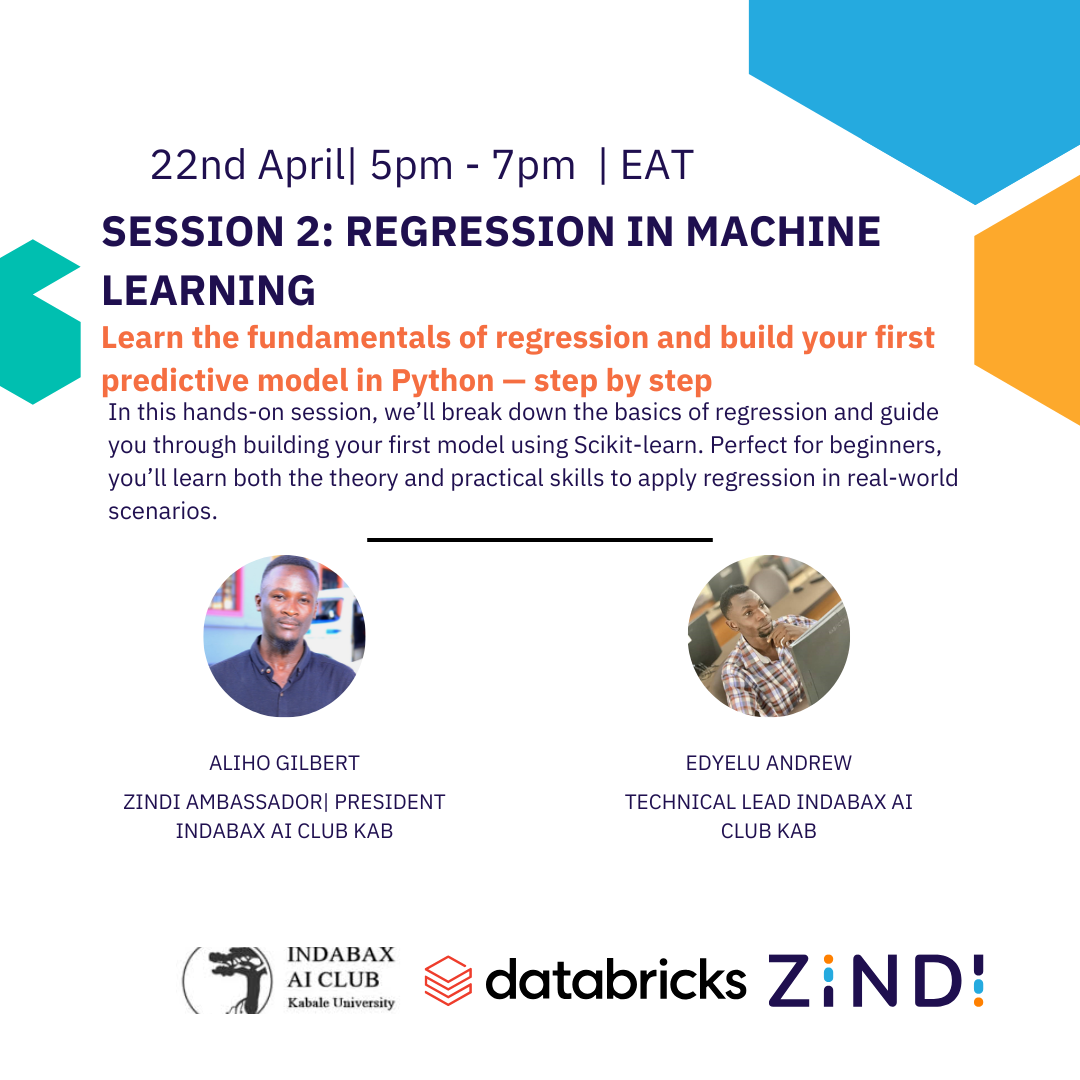 22nd April| 5pm - 7pm | EAT
SESSION 2: REGRESSION IN MACHINE
LEARNING
Learn the fundamentals of regression and build your first
predictive model in Python — step by step
In this hands-on session, we’ll break down the basics of regression and guide
you through building your first model using Scikit-learn. Perfect for beginners,
you’ll learn both the theory and practical skills to apply regression in real-world
scenarios.
ALIHO GILBERT
ZINDI AMBASSADOR| PRESIDENT
INDABAX AI CLUB KAB
EDYELU ANDREW
TECHNICAL LEAD INDABAX AI
CLUB KAB
INDABAX
AI CLUB
Kabale University
databricks
ZiNDI